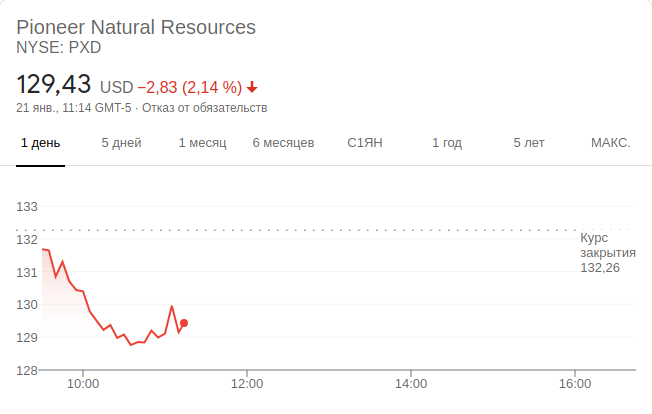 Pioneer Natural Resources
NYSE: PXD
129,43 USD −2,83 (2,14 %)
21 янв., 11:14 GMT-5 · Отказ от обязательств
1 день 5 дней 1 месяц 6 месяцев С1ЯН 1 год 5 лет МАКС.
133
132
131
130
129
128
Курс
закрытия
132,26
10:00 12:00 14:00 16:00